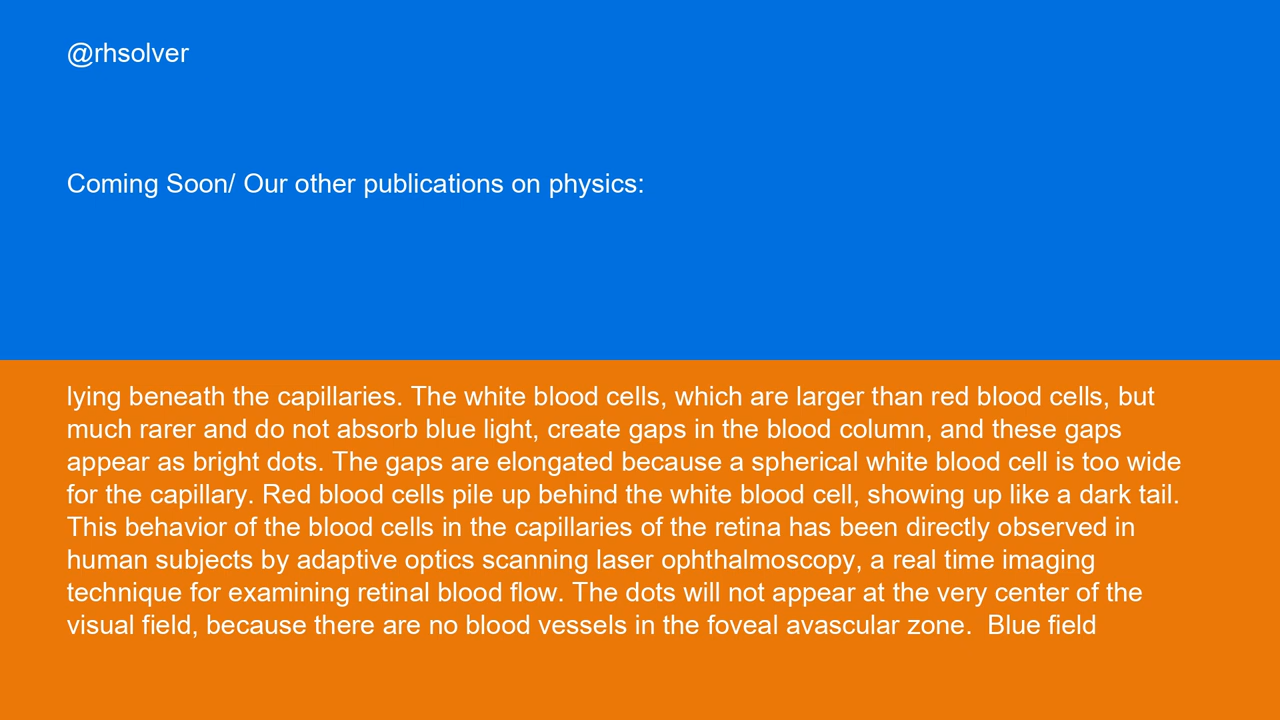 @rhsolver
Coming Soon/ Our other publications on physics:
lying beneath the capillaries. The white blood cells, which are larger than red blood cells, but
much rarer and do not absorb blue light, create gaps in the blood column, and these gaps
appear as bright dots. The gaps are elongated because a spherical white blood cell is too wide
for the capillary. Red blood cells pile up behind the white blood cell, showing up like a dark tail.
This behavior of the blood cells in the capillaries of the retina has been directly observed in
human subjects by adaptive optics scanning laser ophthalmoscopy, a real time imaging
technique for examining retinal blood flow. The dots will not appear at the very center of the
visual field, because there are no blood vessels in the foveal avascular zone.  Blue field